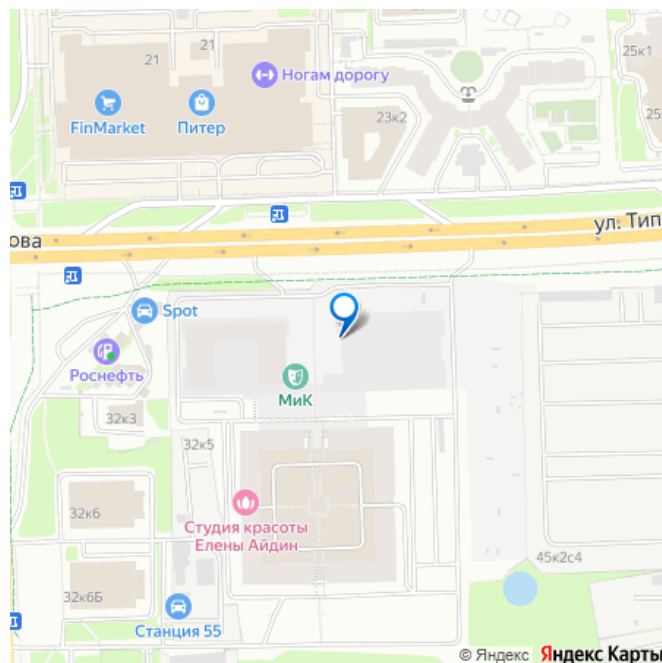 21
21
25к1
Ногам дорогу
FinMarket
Питер
23к2
25
ова
ул. Тип
Spot
Роснефть
МиК
32к3
32к5
32к6
Студия красоты
Елены Айдин
45к2с4
32к6Б
Станция 55
© Яндекс Яндекс Карты